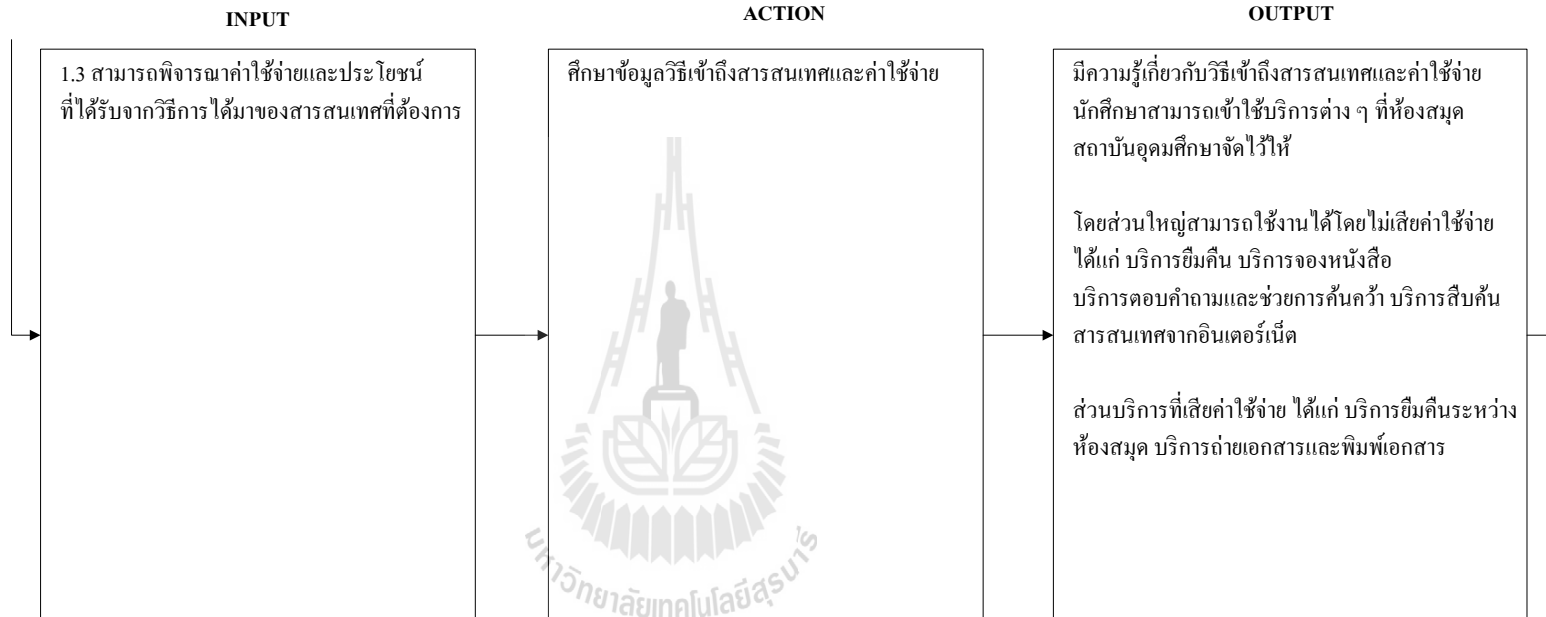 INPUT
ACTION
OUTPUT
1.3 สามารถพิจารณาค่าใช้จ่ายและประโยชน์
ที่ได้รับจากวิธีการได้มาของสารสนเทศที่ต้องการ
ศึกษาข้อมูลวิธีเข้าถึงสารสนเทศและค่าใช้จ่าย
มีความรู้เกี่ยวกับวิธีเข้าถึงสารสนเทศและค่าใช้จ่าย
นักศึกษาสามารถเข้าใช้บริการต่าง ๆ ที่ห้องสมุด
สถาบันอุดมศึกษาจัดไว้ให้
โดยส่วนใหญ่สามารถใช้งานได้โดยไม่เสียค่าใช้จ่าย
ได้แก่ บริการยืมคืน บริการจองหนังสือ
บริการตอบคำถามและช่วยการค้นคว้า บริการสืบค้น
สารสนเทศจากอินเตอร์เน็ต
ส่วนบริการที่เสียค่าใช้จ่าย ได้แก่ บริการยืมคืนระหว่าง
ห้องสมุด บริการถ่ายเอกสารและพิมพ์เอกสาร
มหาวิทยาลัยเทคโนโลยีสุรนารี